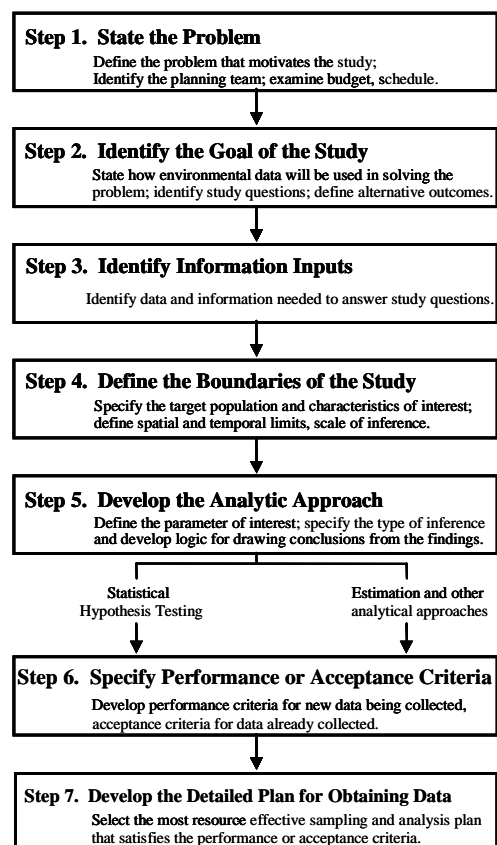 Step 1. State the Problem
Define the problem that motivates the study;
Identify the planning team; examine budget, schedule.
Step 2. Identify the Goal of the Study
State how environmental data will be used in solving the
problem; identify study questions; define alternative outcomes.
Step 3. Identify Information Inputs
Identify data and information needed to answer study questions.
Step 4. Define the Boundaries of the Study
Specify the target population and characteristics of interest;
define spatial and temporal limits, scale of inference.
Step 5. Develop the Analytic Approach
Define the parameter of interest; specify the type of inference
and develop logic for drawing conclusions from the findings.
Statistical
Hypothesis Testing
Estimation and other
analytical approaches
Step 6. Specify Performance or Acceptance Criteria
Develop performance criteria for new data being collected,
acceptance criteria for data already collected.
Step 7. Develop the Detailed Plan for Obtaining Data
Select the most resource effective sampling and analysis plan
that satisfies the performance or acceptance criteria.